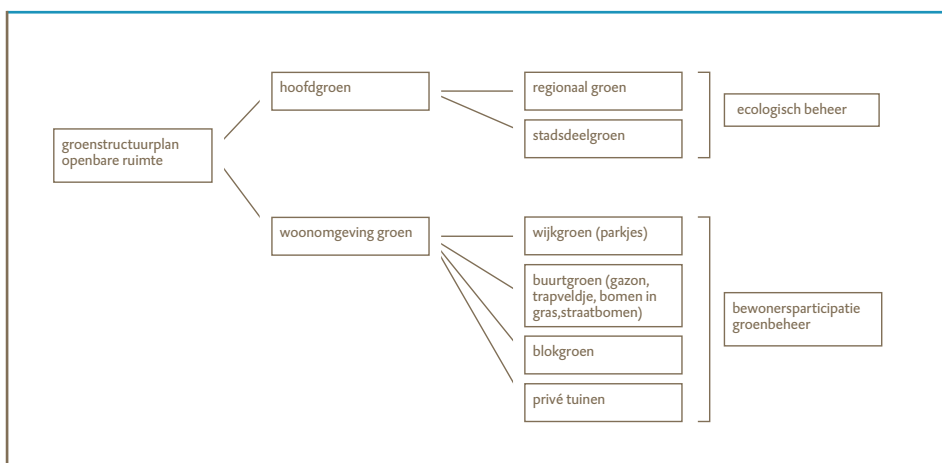 groenstructuurplan
openbare ruimte
hoofdgroen
woonomgeving groen
regionaal groen
stadsdeelgroen
wijkgroen (parkjes)
buurtgroen (gazon,
trapveldje, bomen in
gras,straatbomen)
blokgroen
privé tuinen
ecologisch beheer
bewonersparticipatie
groenbeheer